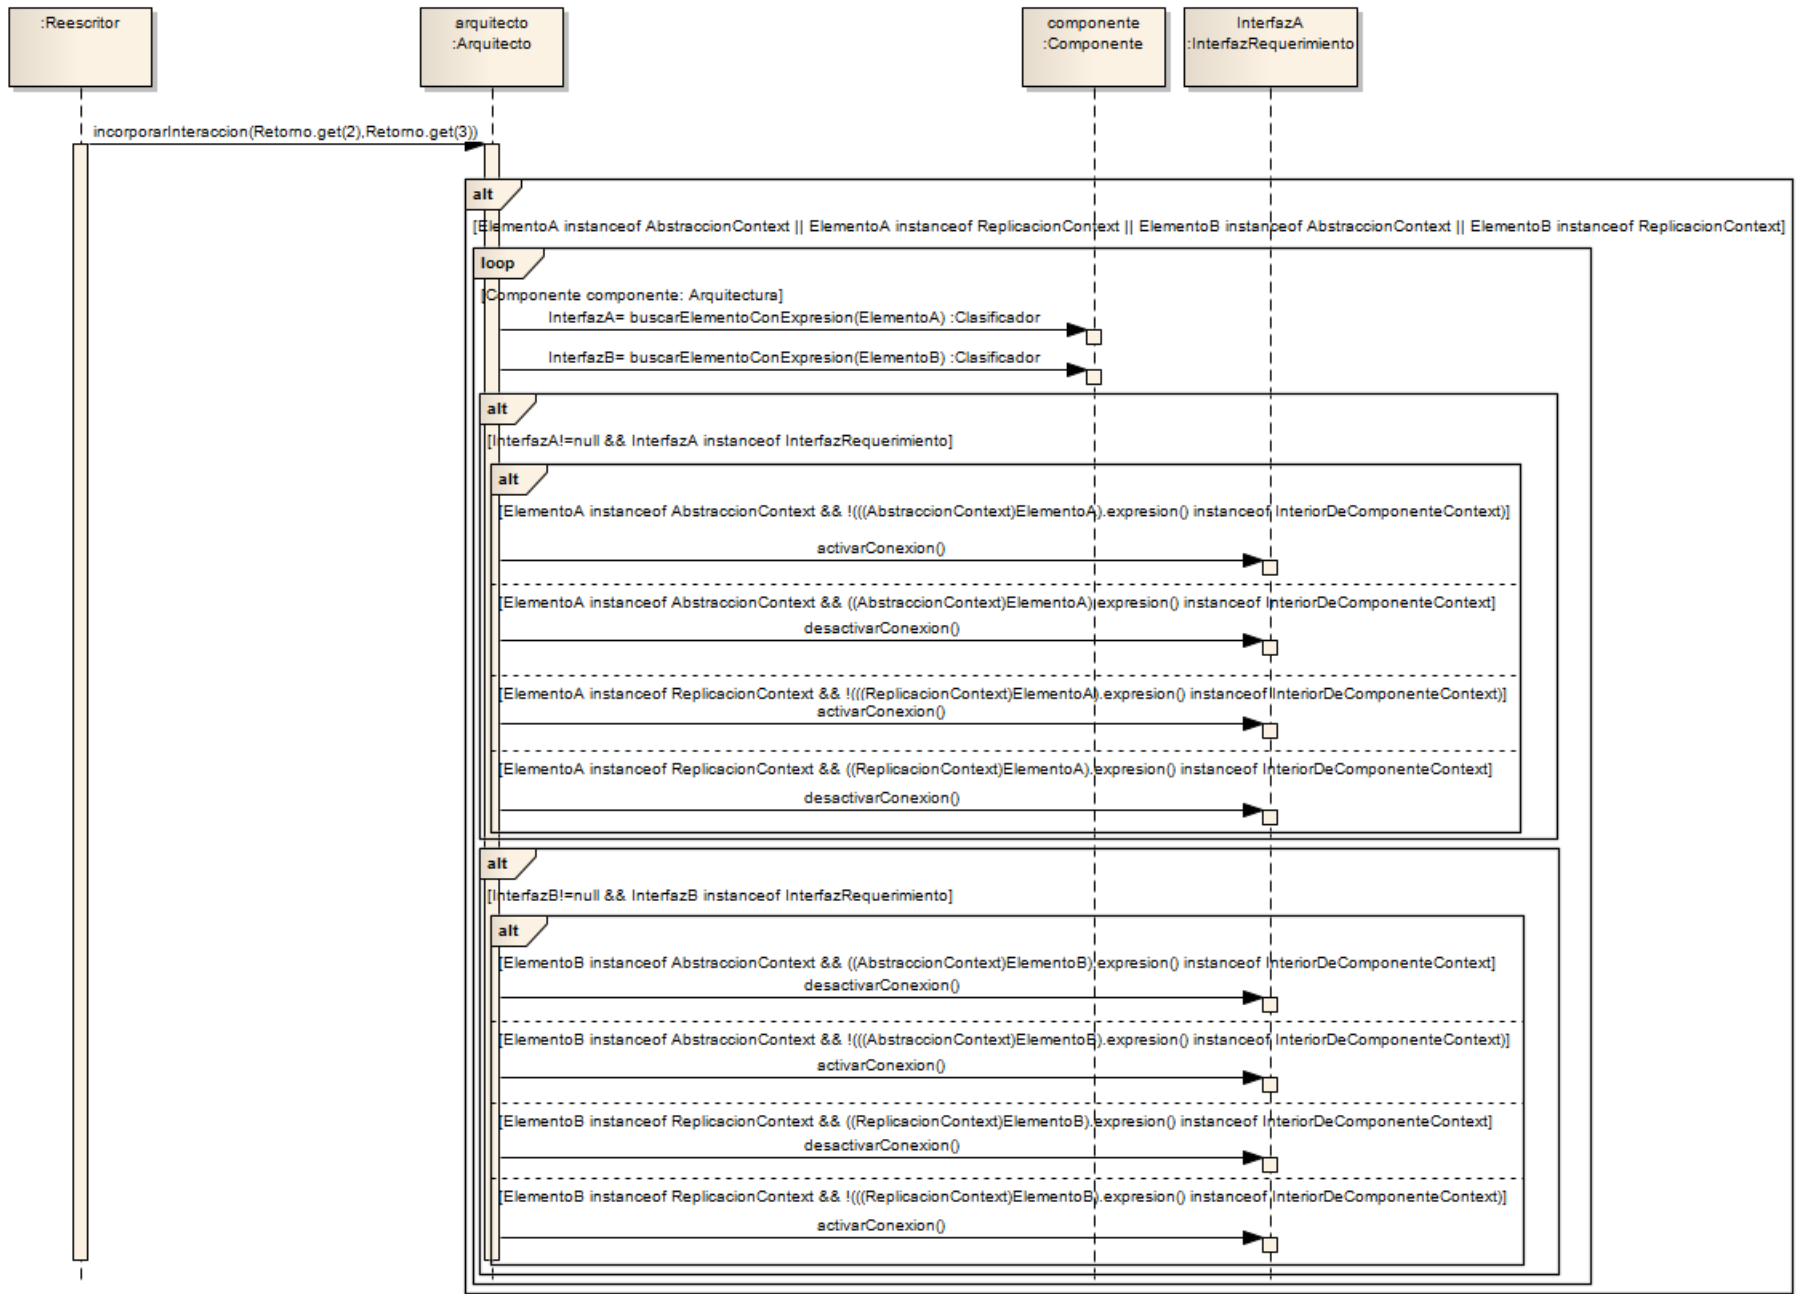 :Reescritor
arquitecto
:Arquitecto
componente
:Componente
InterfazA
:InterfazRequerimiento
incorporarInteraccion(Retorno.get(2),Retorno.get(3))
alt
[ElementoA instanceof AbstraccionContext || ElementoA instanceof ReplicacionContext || ElementoB instanceof AbstraccionContext || ElementoB instanceof ReplicacionContext]
loop
[Componente componente: Arquitectura]
InterfazA= buscarElementoConExpresion(ElementoA) :Clasificador
InterfazB= buscarElementoConExpresion(ElementoB) :Clasificador
alt
[InterfazA!=null && InterfazA instanceof InterfazRequerimiento]
alt
[ElementoA instanceof AbstraccionContext && !(((AbstraccionContext)ElementoA).expresion() instanceof InteriorDeComponenteContext)]
activarConexion()
[ElementoA instanceof AbstraccionContext && ((AbstraccionContext)ElementoA).expresion() instanceof InteriorDeComponenteContext]
desactivarConexion()
[ElementoA instanceof ReplicacionContext && !(((ReplicacionContext)ElementoA).expresion() instanceof InteriorDeComponenteContext)]
activarConexion()
[ElementoA instanceof ReplicacionContext && ((ReplicacionContext)ElementoA).expresion() instanceof InteriorDeComponenteContext]
desactivarConexion()
alt
[InterfazB!=null && InterfazB instanceof InterfazRequerimiento]
alt
[ElementoB instanceof AbstraccionContext && ((AbstraccionContext)ElementoB).expresion() instanceof InteriorDeComponenteContext]
desactivarConexion()
[ElementoB instanceof AbstraccionContext && !(((AbstraccionContext)ElementoB).expresion() instanceof InteriorDeComponenteContext)]
activarConexion()
[ElementoB instanceof ReplicacionContext && ((ReplicacionContext)ElementoB).expresion() instanceof InteriorDeComponenteContext]
desactivarConexion()
[ElementoB instanceof ReplicacionContext && !(((ReplicacionContext)ElementoB).expresion() instanceof InteriorDeComponenteContext)]
activarConexion()